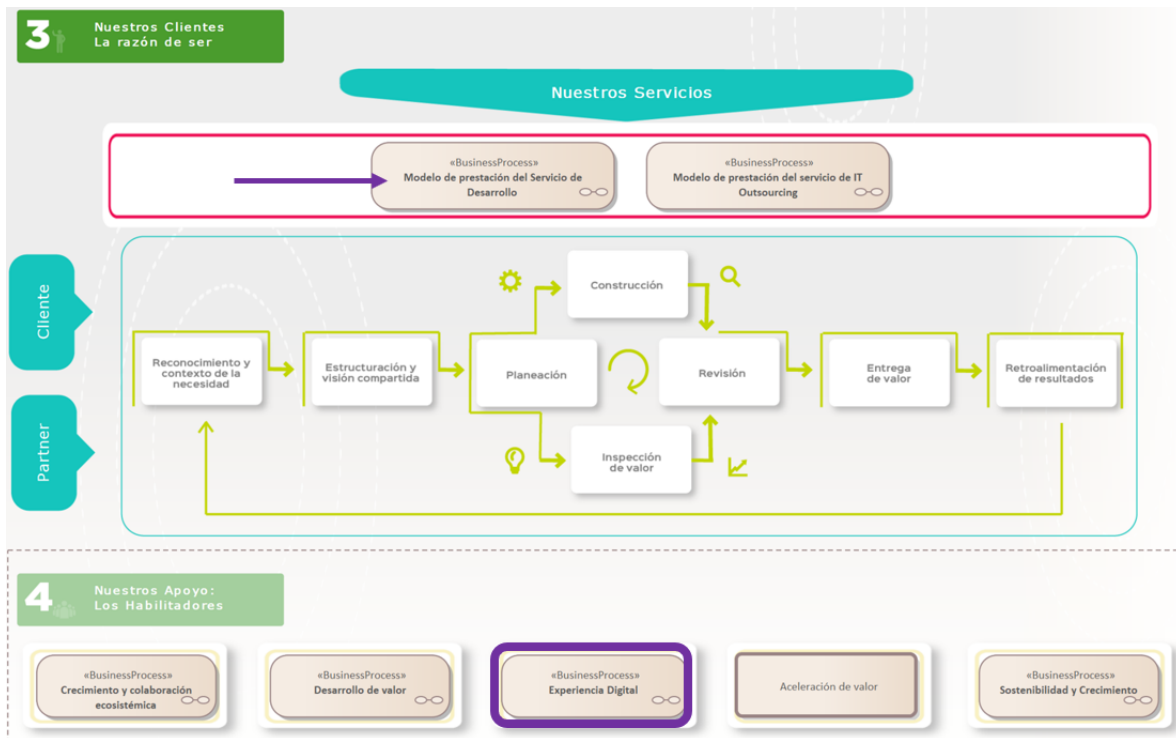 3
Nuestros Clientes
La razón de ser
Nuestros Servicios
«BusinessProcess»
Modelo de prestación del Servicio de
Desarrollo
«BusinessProcess»
Modelo de prestación del servicio de IT
Outsourcing
Cliente
Partner
Reconocimiento y
contexto de la
necesidad
Estructuración y
visión compartida
Planeación
Construcción
Inspección
de valor
Revisión
Entrega
de valor
Retroalimentación
de resultados
4
Nuestros Apoyo:
Los Habilitadores
«BusinessProcess»
Crecimiento y colaboración
ecosistémica
«BusinessProcess»
Desarrollo de valor
«BusinessProcess»
Experiencia Digital
Aceleración de valor
«BusinessProcess»
Sostenibilidad y Crecimiento